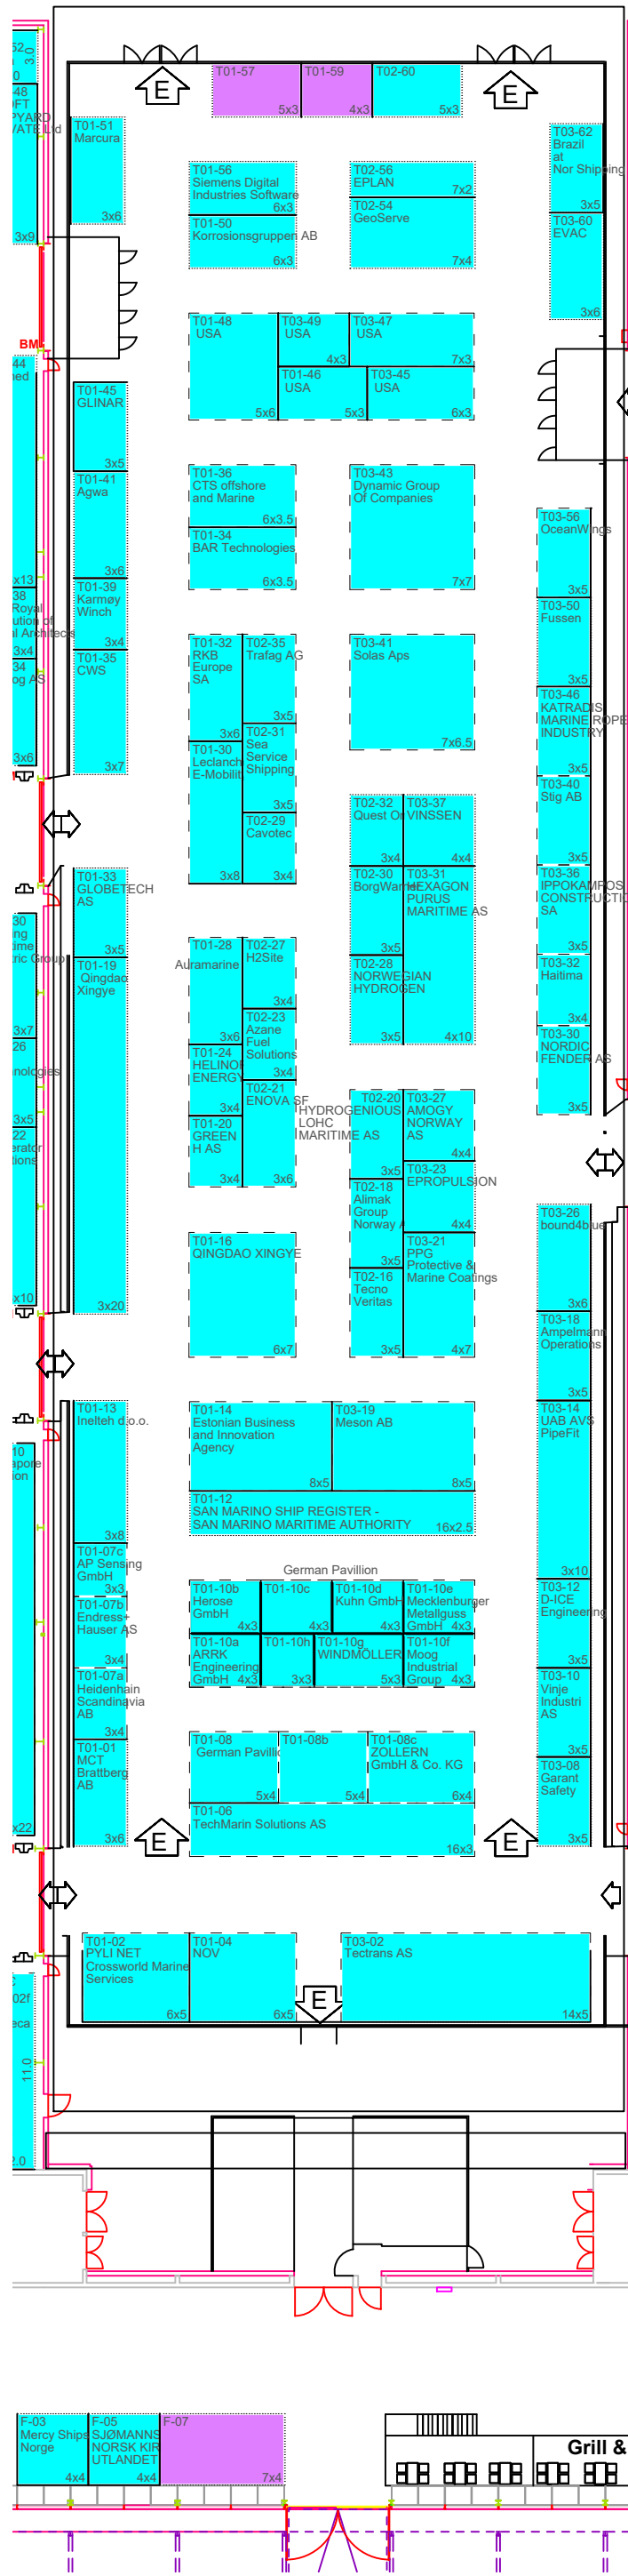 T01-57
5x3
T01-59
4x3
T02-60
5x3
E
E
T01-51
Marcura
3x6
T01-56
Siemens Digital
Industries Software
6x3
T01-50
Korrosionsgruppen AB
6x3
T02-56
EPLAN
7x2
T02-54
GeoServe
7x4
T03-62
Brazil
at
Nor Shipping
3x5
T03-60
EVAC
3x6
3x9
BM
T01-48
USA
5x6
T03-49
USA
4x3
T03-47
USA
7x3
T01-46
USA
5x3
T03-45
USA
6x3
T01-45
GLINAR
3x5
T01-41
Agwa
3x6
T01-39
Karmøy
Winch
3x4
T01-35
CWS
3x7
T01-36
CTS offshore
and Marine
6x3.5
T01-34
BAR Technologies
6x3.5
T03-43
Dynamic Group
Of Companies
7x7
T03-56
OceanWings
3x5
T03-50
Fussen
3x5
T03-46
KATRADIS
MARINE ROPE
INDUSTRY
3x5
T03-40
Stig AB
3x5
T03-36
IPPOKAMPOS
CONSTRUCTIO
SA
3x5
T03-32
Haitima
3x4
T03-30
NORDIC
FENDER AS
3x5
T01-32
RKB
Europe
SA
3x6
T02-35
Trafag AG
3x5
T01-30
Leclanch
E-Mobilit
3x8
T02-31
Sea
Service
Shipping
3x5
T02-29
Cavotec
3x4
T03-41
Solas Aps
7x6.5
3x4
3x6
T02-32
Quest Or
3x4
T03-37
VINSSEN
4x4
T02-30
BorgWarner
3x5
T03-31
HEXAGON
PURUS
MARITIME AS
4x10
T02-28
NORWEGIAN
HYDROGEN
3x5
T01-33
GLOBETECH
AS
3x5
T01-19
Qingdao
Xingye
3x20
T01-28
Auramarine
3x6
T02-27
H2Site
3x4
T01-24
HELINOR
ENERGY
3x4
T02-23
Azane
Fuel
Solutions
3x4
T01-20
GREEN
H AS
3x4
T02-21
ENOVA SF
3x6
T02-20
HYDROGENIOUS
LOHC
MARITIME AS
3x5
T03-27
AMOGY
NORWAY
AS
4x4
T02-18
Alimak
Group
Norway A
3x5
T03-23
EPROPULSION
4x4
T02-16
Tecno
Veritas
3x5
T03-21
PPG
Protective &
Marine Coatings
4x7
3x7
3x5
x10
T01-16
QINGDAO XINGYE
6x7
T03-26
bound4blue
3x6
T03-18
Ampelmann
Operations
3x5
T03-14
UAB AVS
PipeFit
3x10
T03-12
D-ICE
Engineering
3x5
T03-10
Vinje
Industri
AS
3x5
T03-08
Garant
Safety
3x5
T01-13
Inelteh d.o.o.
3x8
T01-07c
AP Sensing
GmbH
3x3
T01-07b
Endress+
Hauser AS
3x4
T01-07a
Heidenhain
Scandinavia
AB
3x4
T01-01
MCT
Brattberg
AB
3x6
T01-14
Estonian Business
and Innovation
Agency
8x5
T03-19
Meson AB
8x5
T01-12
SAN MARINO SHIP REGISTER -
SAN MARINO MARITIME AUTHORITY
16x2.5
German Pavillion
T01-10b
Herose
GmbH
4x3
T01-10c
4x3
T01-10d
Kuhn GmbH
4x3
T01-10e
Mecklenburger
Metallguss
GmbH 4x3
T01-10a
ARRK
Engineering
GmbH 4x3
T01-10h
3x3
T01-10g
WINDMÖLLER
5x3
T01-10f
Moog
Industrial
Group 4x3
T01-08
German Pavillio
5x4
T01-08b
5x4
T01-08c
ZOLLERN
GmbH & Co. KG
6x4
T01-06
TechMarin Solutions AS
16x3
x22
E
E
T01-02
PYLI NET
Crossworld Marine
Services
6x5
T01-04
NOV
6x5
T03-02
Tectrans AS
14x5
E
11.0
F-03
Mercy Ships
Norge
4x4
F-05
SJØMANNS
NORSK KIR
UTLANDET
4x4
F-07
7x4
Grill &